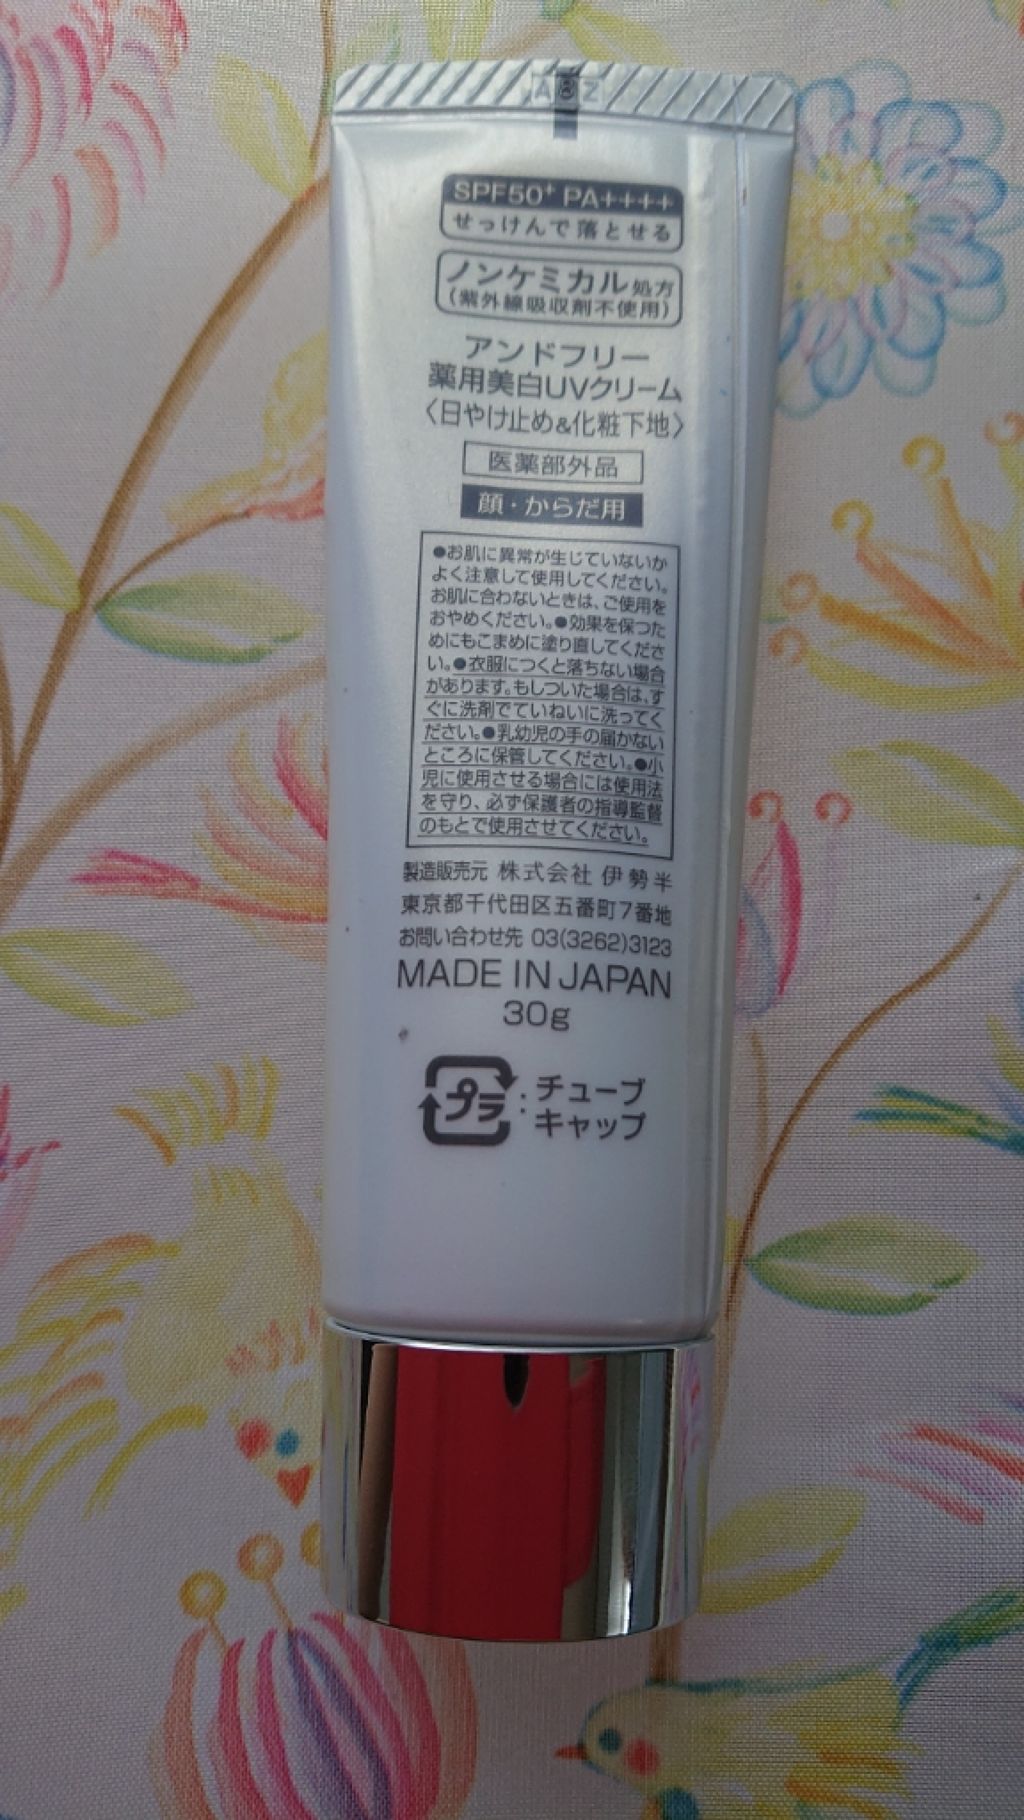 SPF50+ PA++++
せっけんで落とせる
ノンケミカル処方
(紫外線吸収剤不使用)
アンドフリー
薬用美白UVクリーム
〈日やけ止め&化粧下地〉
医薬部外品
顔・からだ用
●お肌に異常が生じていないか
よく注意して使用してください。
お肌に合わないときは、ご使用を
おやめください。●効果を保つた
めにもこまめに塗り直してくださ
い。●衣服につくと落ちない場合
があります。もしついた場合は、す
ぐに洗剤でていねいに洗ってく
ださい。●乳幼児の手の届かない
ところに保管してください。●小
児に使用させる場合には使用法
を守り、必ず保護者の指導監督
のもとで使用させてください。
製造販売元 株式会社 伊勢半
東京都千代田区五番町7番地
お問い合わせ先 03(3262)3123
MADE IN JAPAN
30g
プラ : チューブ
キャップ